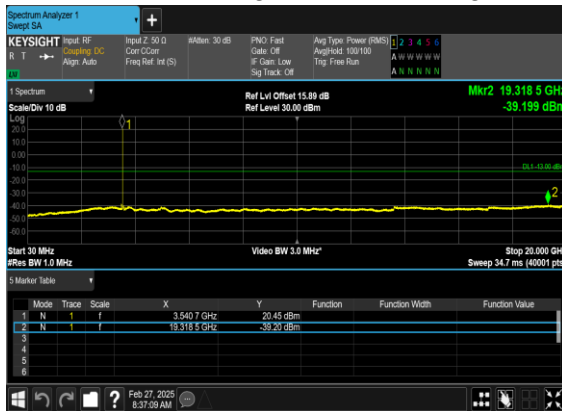 Spectrum Analyzer 1
Swept SA
KEYSIGHT Input: RF Input Z: 50 Ω #Atten: 30 dB PNO: Fast Avg Type: Power (RMS) 1 2 3 4 5 6
R T Coupling: DC Corr CCorr Gate: Off Avg|Hold: 100/100 A W W W W W
Align: Auto Freq Ref: Int (S) IF Gain: Low Trig: Free Run
Sig Track: Off A N N N N N
1 Spectrum Ref Lvl Offset 15.89 dB Mkr2 19.318 5 GHz
Scale/Div 10 dB Ref Level 30.00 dBm -39.199 dBm
Log
1
20.0
10.0
0.00
-10.0 DL1 -13.00 dBm
-20.0
-30.0 2
-40.0
-50.0
-60.0
Start 30 MHz Video BW 3.0 MHz* Stop 20.000 GHz
#Res BW 1.0 MHz Sweep 34.7 ms (40001 pts)
5 Marker Table
Mode Trace Scale X Y Function Function Width Function Value
1 N 1 f 3.540 7 GHz 20.45 dBm
2 N 1 f 19.318 5 GHz -39.20 dBm
3
4
5
6
? Feb 27, 2025
8:37:09 AM